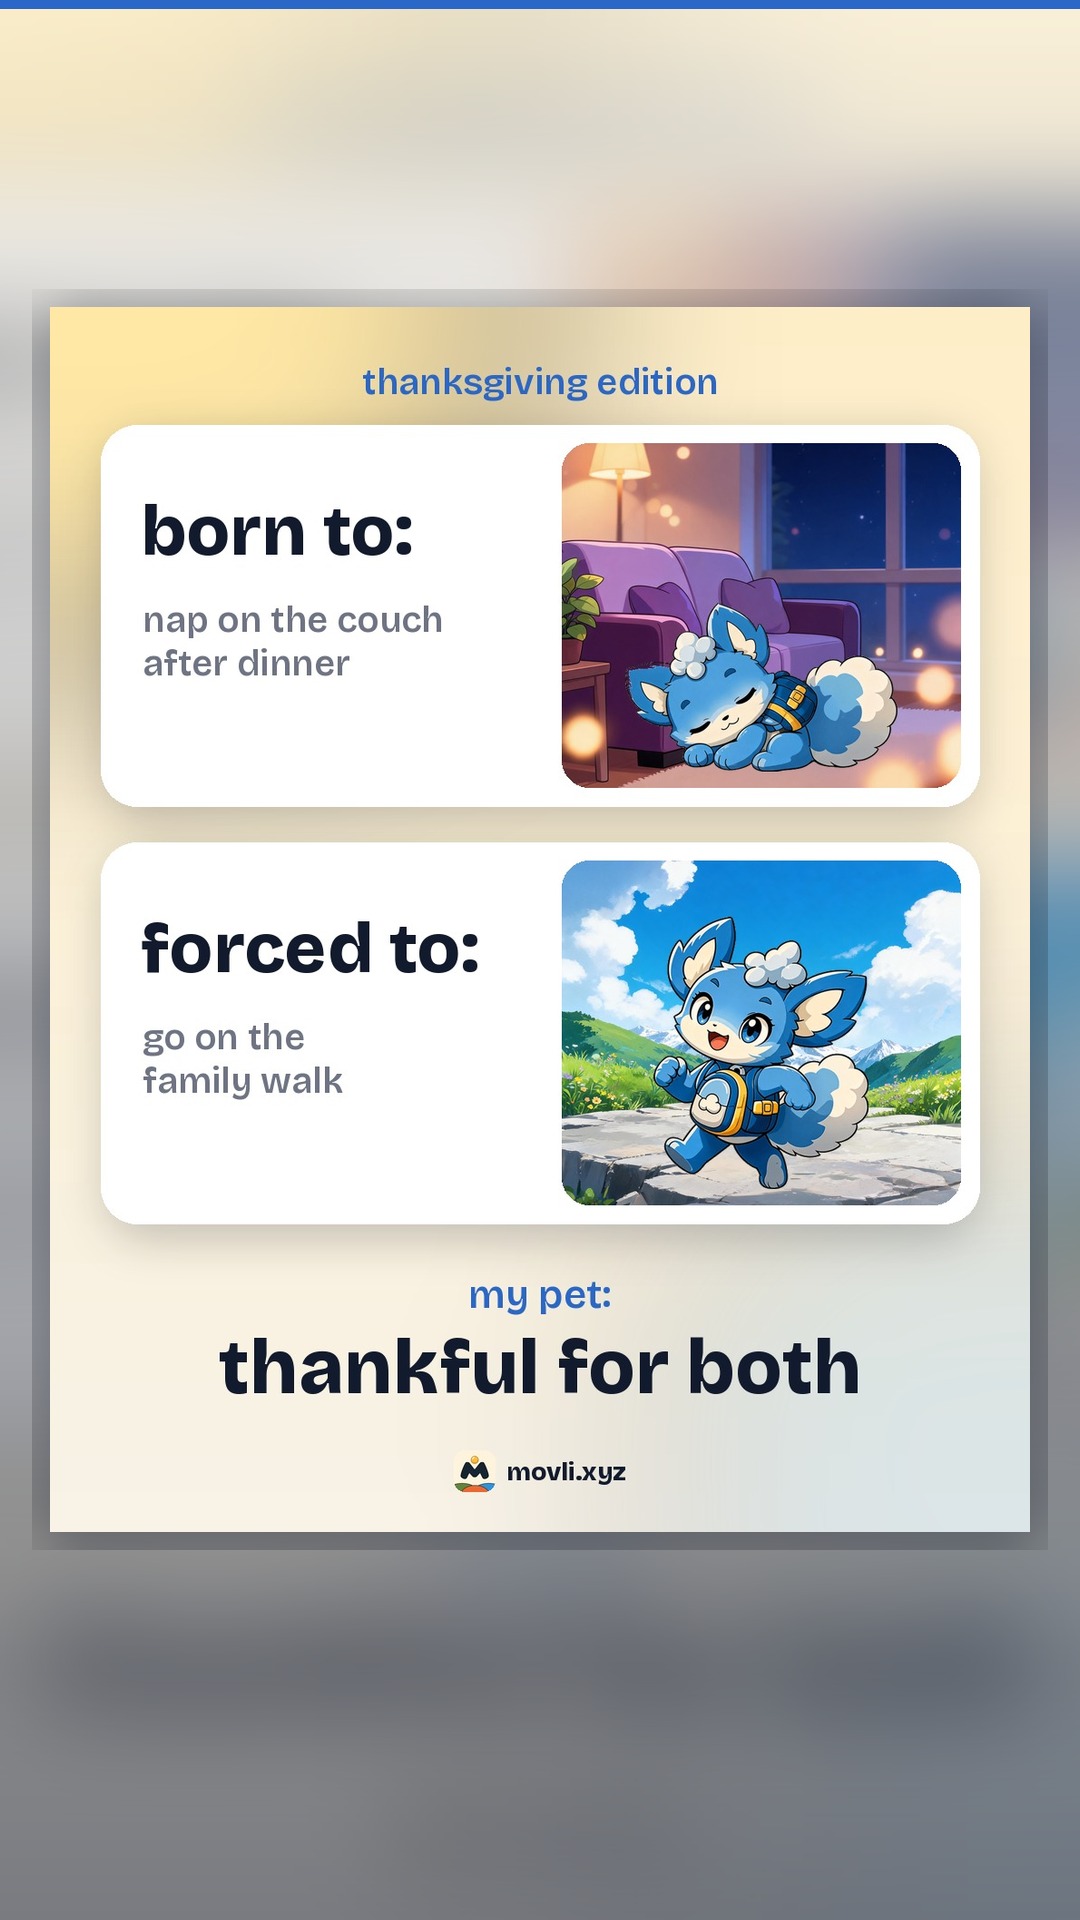 thanksgiving edition
born to:
nap on the couch
after dinner
forced to:
go on the
family walk
my pet:
thankful for both
movli.xyz